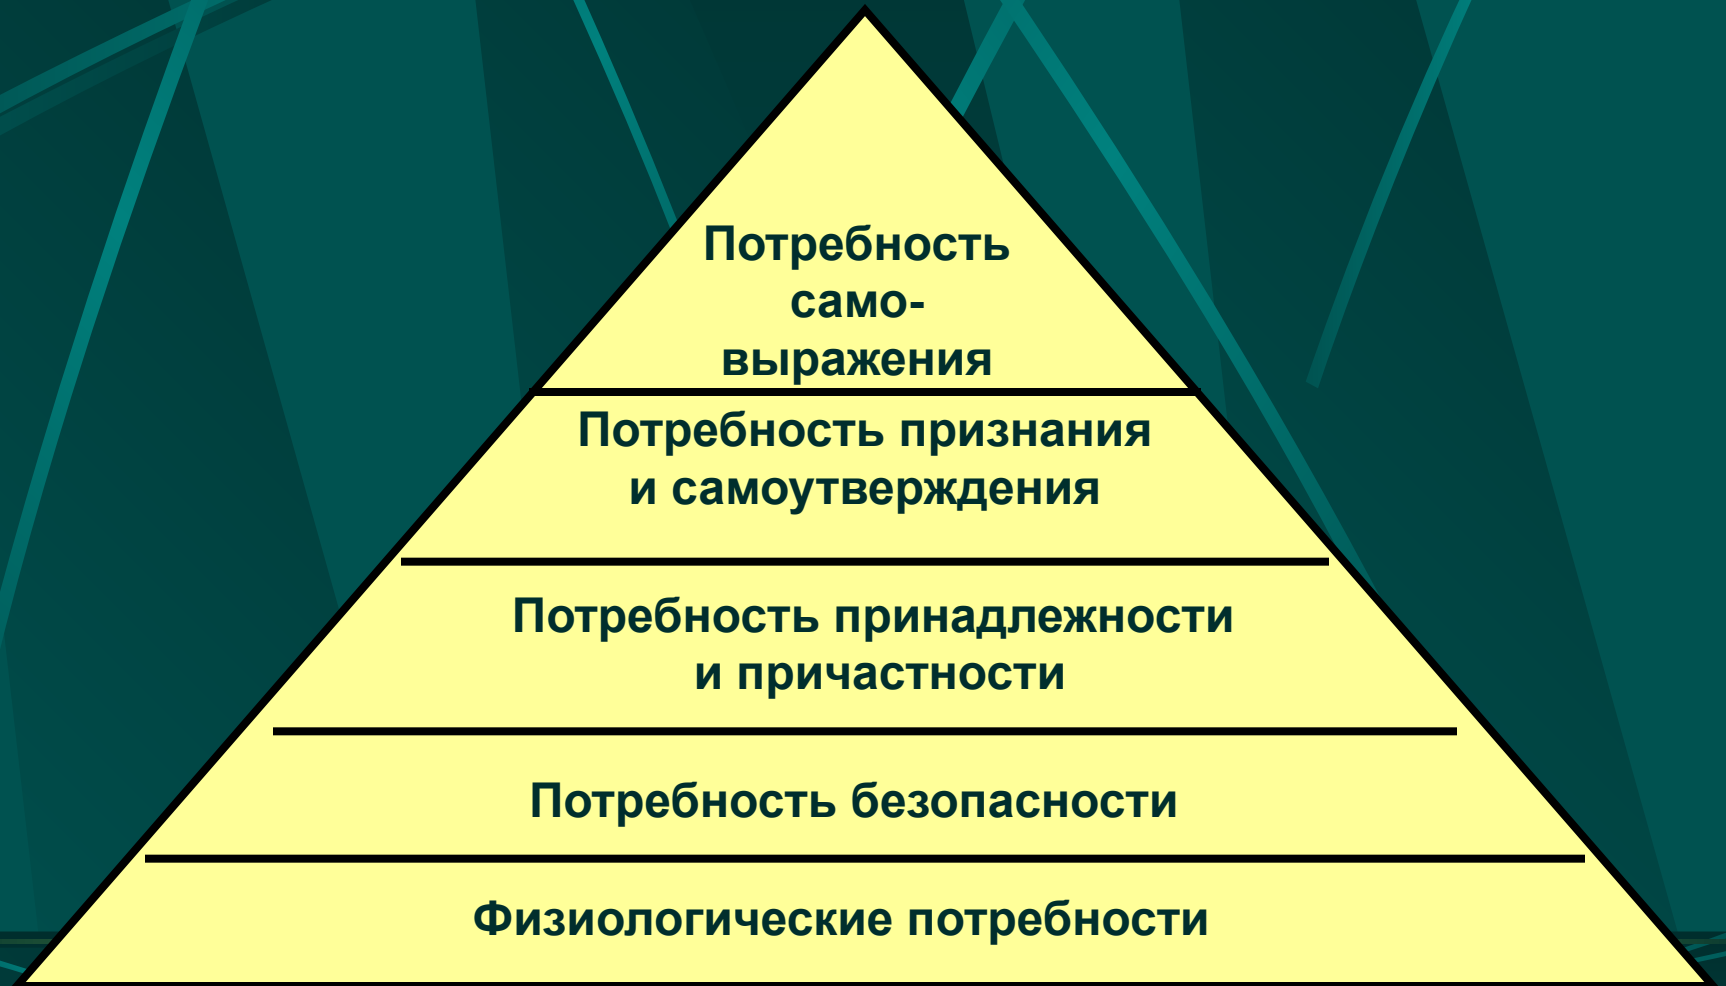 Потребность
само-
выражения
Потребность признания
и самоутверждения
Потребность принадлежности
и причастности
Потребность безопасности
Физиологические потребности